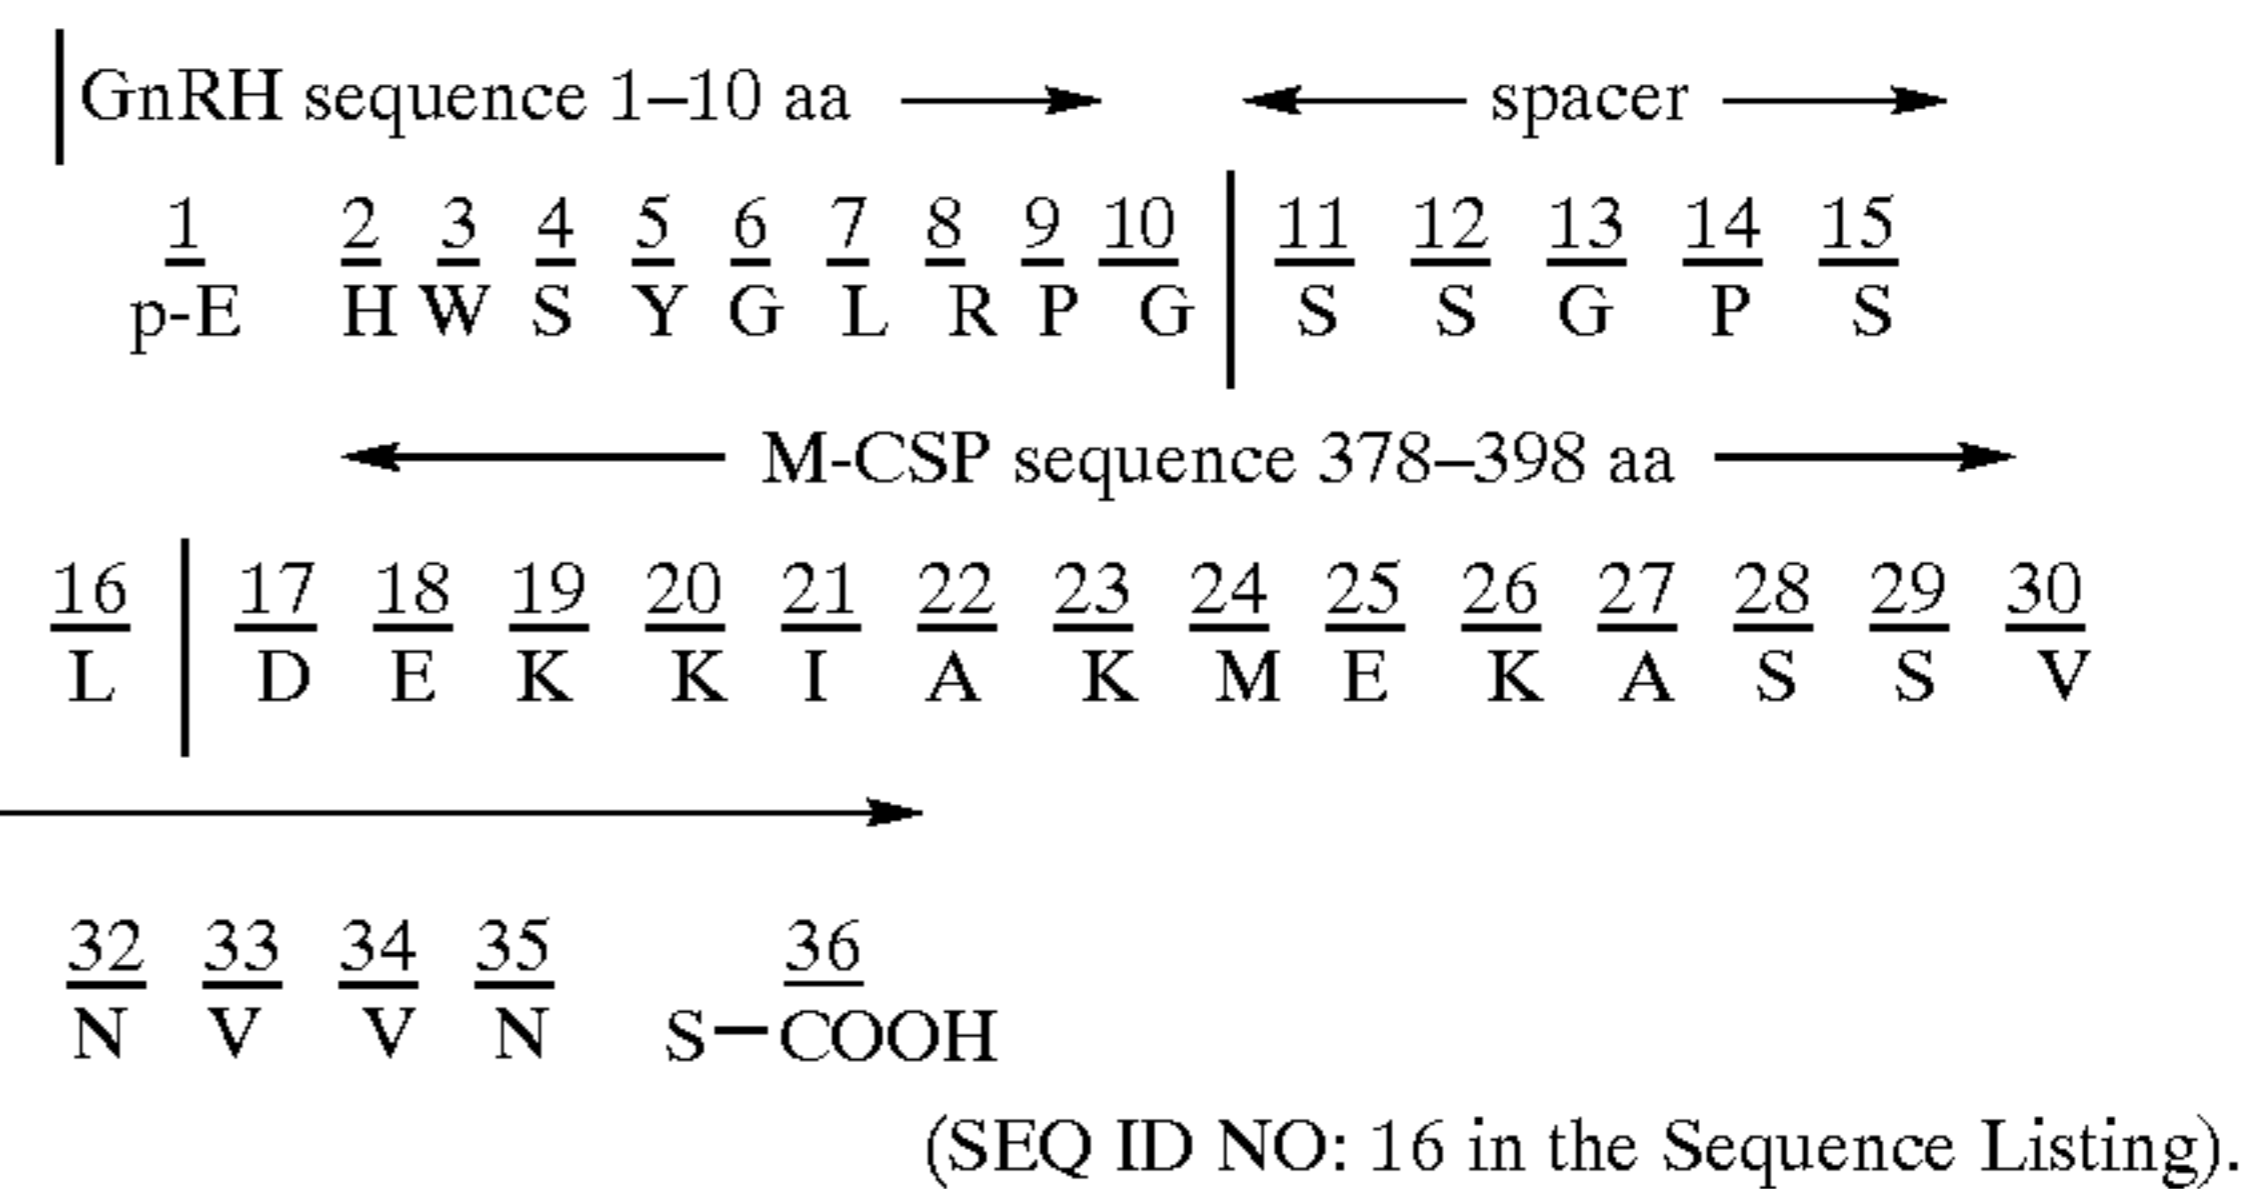 GnRH sequence 1–10 aa spacer
1 2 3 4 5 6 7 8 9 10 11 12 13 14 15
p-E H W S Y G L R P G S S G P S
M-CSP sequence 378–398 aa
16 17 18 19 20 21 22 23 24 25 26 27 28 29 30
L D E K K I A K M E K A S S V
32 33 34 35 36
N V V N S–COOH
(SEQ ID NO: 16 in the Sequence Listing).